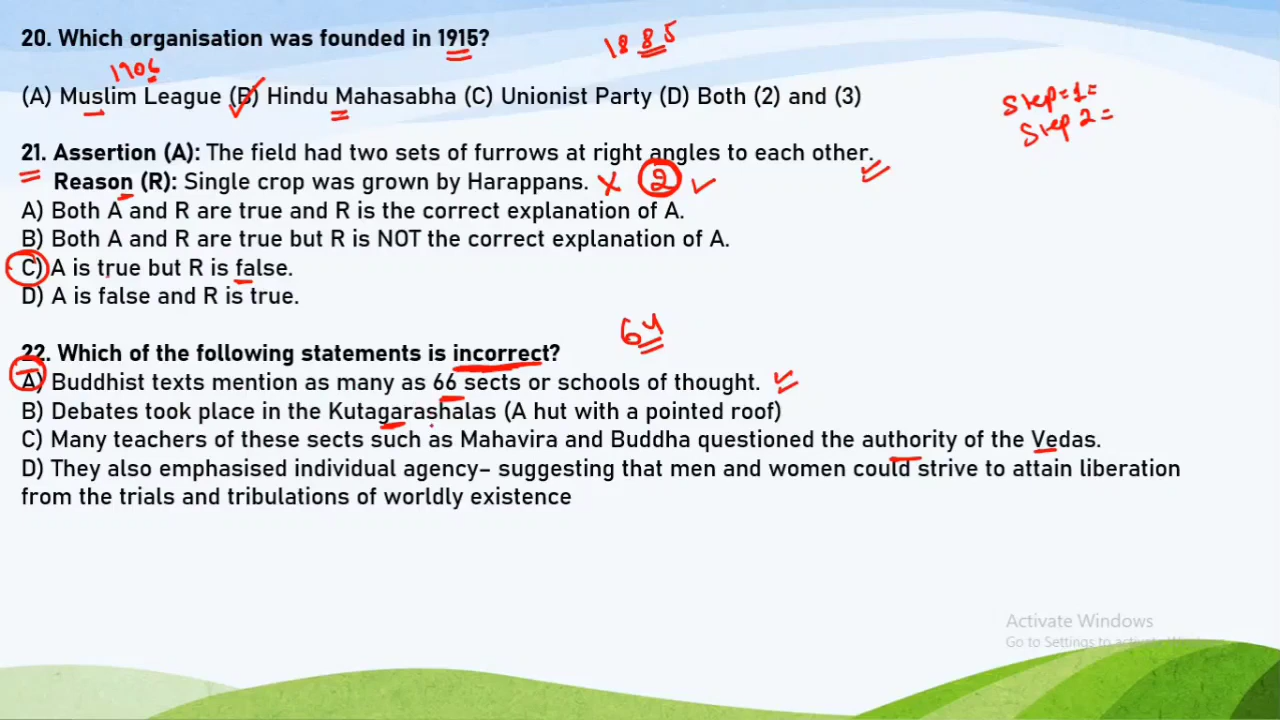 20. Which organisation was founded in 1915?
1885
1906
(A) Muslim League (B) Hindu Mahasabha (C) Unionist Party (D) Both (2) and (3)
Step=1=
Step 2=
21. Assertion (A): The field had two sets of furrows at right angles to each other.
Reason (R): Single crop was grown by Harappans. X 2
A) Both A and R are true and R is the correct explanation of A.
B) Both A and R are true but R is NOT the correct explanation of A.
C) A is true but R is false.
D) A is false and R is true.
64
22. Which of the following statements is incorrect?
A) Buddhist texts mention as many as 66 sects or schools of thought.
B) Debates took place in the Kutagarashalas (A hut with a pointed roof)
C) Many teachers of these sects such as Mahavira and Buddha questioned the authority of the Vedas.
D) They also emphasised individual agency– suggesting that men and women could strive to attain liberation
from the trials and tribulations of worldly existence
Activate Windows
Go to Settings to activate Windows.